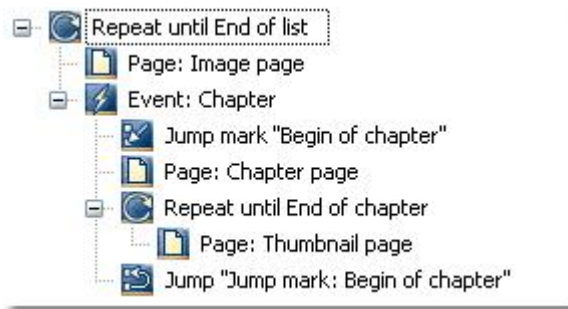 Repeat until End of list
Page: Image page
Event: Chapter
Jump mark "Begin of chapter"
Page: Chapter page
Repeat until End of chapter
Page: Thumbnail page
Jump "Jump mark: Begin of chapter"